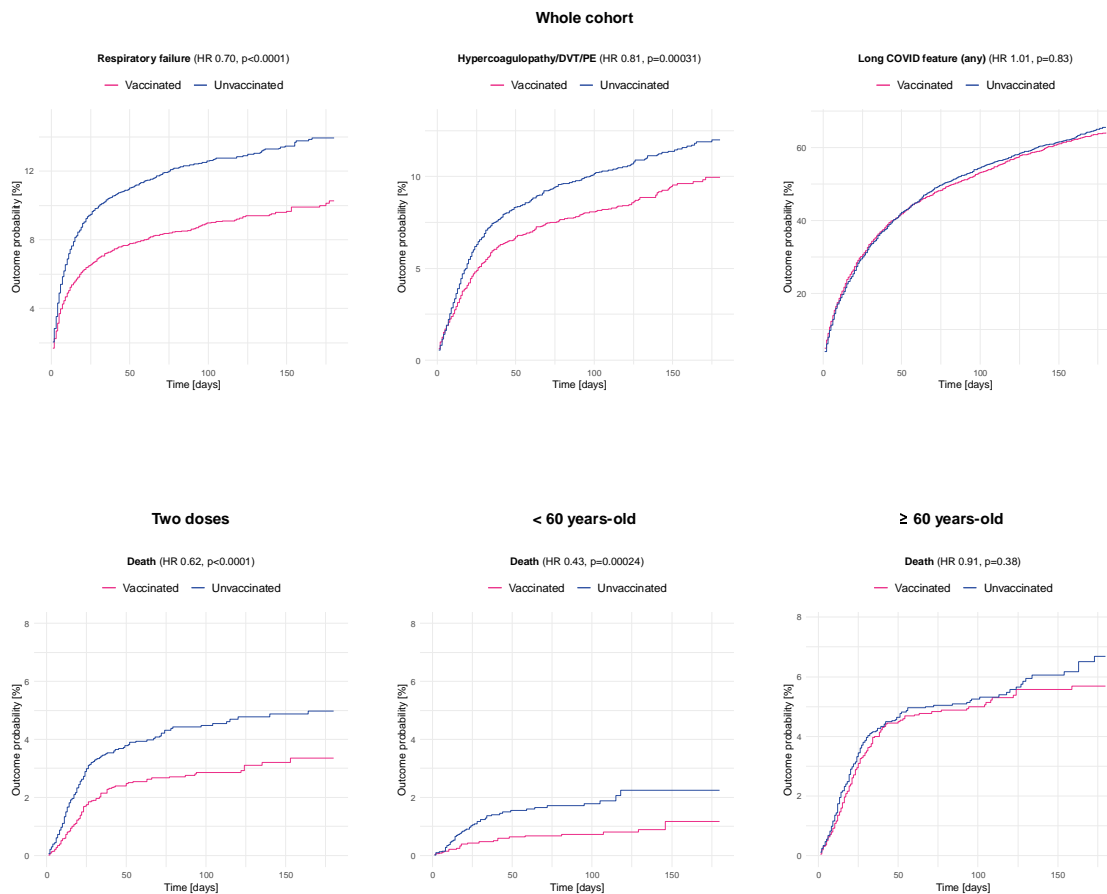 Whole cohort
Respiratory failure (HR 0.70, p<0.0001)
Vaccinated Unvaccinated
Outcome probability [%]
12
8
4
0 25 50 75 100 150
Time [days]
Hypercoagulopathy/DVT/PE (HR 0.81, p=0.00031)
Vaccinated Unvaccinated
Outcome probability [%]
10
5
0
0 50 100 150
Time [days]
Long COVID feature (any) (HR 1.01, p=0.83)
Vaccinated Unvaccinated
Outcome probability [%]
60
40
20
0 50 100 150
Time [days]
Two doses
Death (HR 0.62, p<0.0001)
Vaccinated Unvaccinated
Outcome probability [%]
8
6
4
2
0
0 50 100 150
Time [days]
< 60 years-old
Death (HR 0.43, p=0.00024)
Vaccinated Unvaccinated
Outcome probability [%]
8
6
4
2
0
0 50 100 150
Time [days]
≥ 60 years-old
Death (HR 0.91, p=0.38)
Vaccinated Unvaccinated
Outcome probability [%]
8
6
4
2
0
0 50 100 150
Time [days]